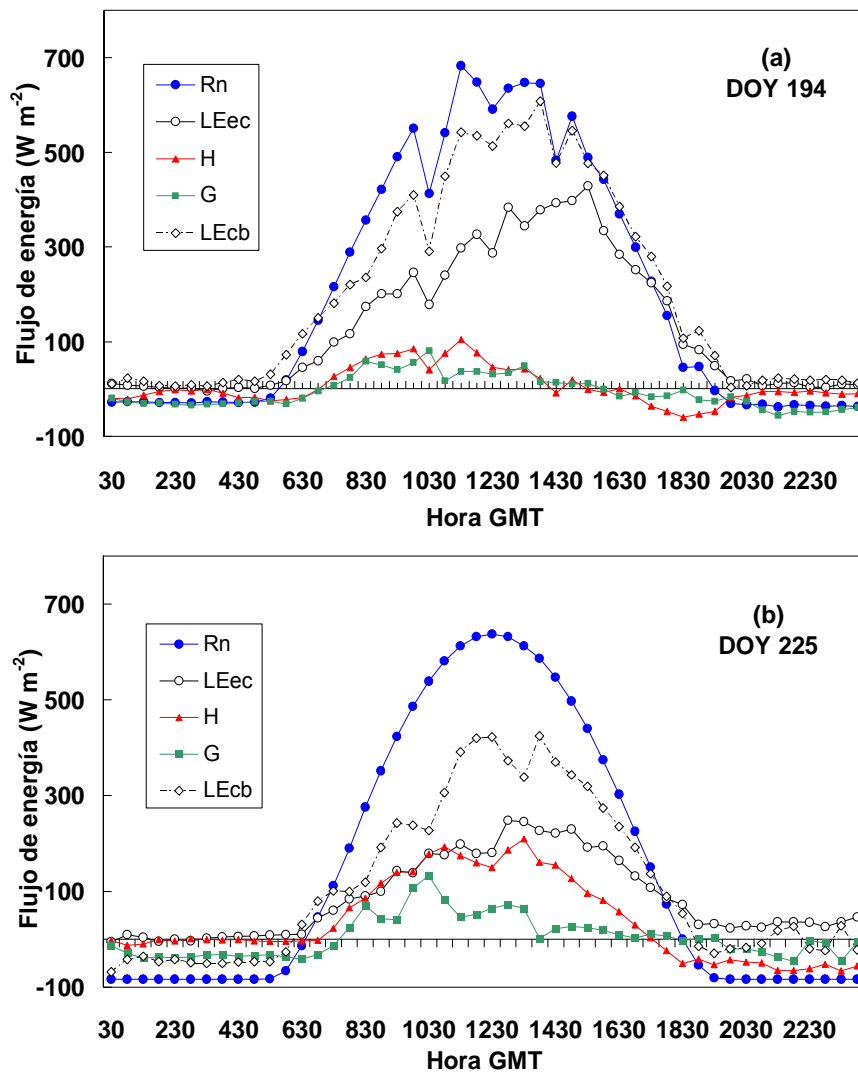 (a)
DOY 194
Rn
LEec
H
G
LEcb
Flujo de energía (W m⁻²)
700
500
300
100
-100
30 230 430 630 830 1030 1230 1430 1630 1830 2030 2230
Hora GMT
(b)
DOY 225
Rn
LEec
H
G
LEcb
Flujo de energía (W m⁻²)
700
500
300
100
-100
30 230 430 630 830 1030 1230 1430 1630 1830 2030 2230
Hora GMT